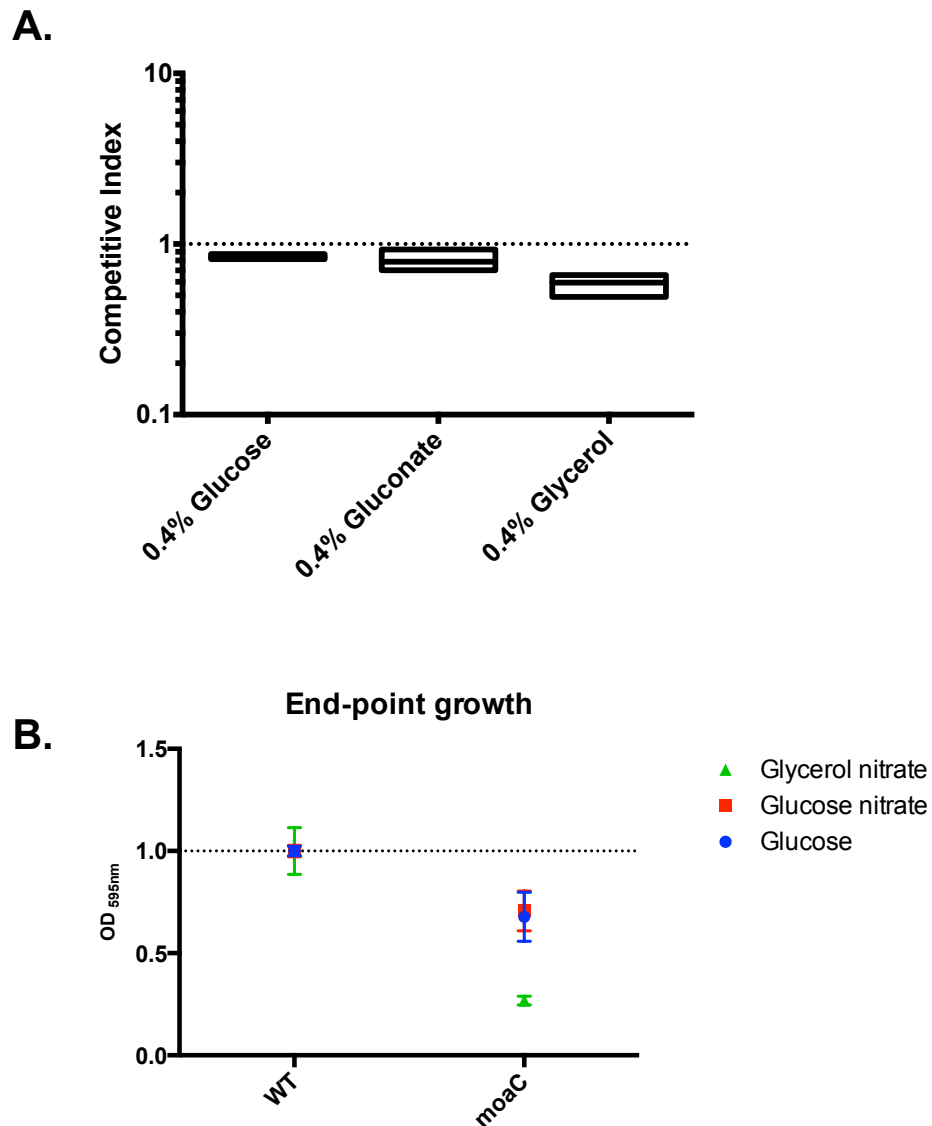 A.
10
1
0.1
Competitive Index
0.4% Glucose
0.4% Gluconate
0.4% Glycerol
B.
End-point growth
1.5
1.0
0.5
0.0
OD 595nm
WT
moaC
Glycerol nitrate
Glucose nitrate
Glucose